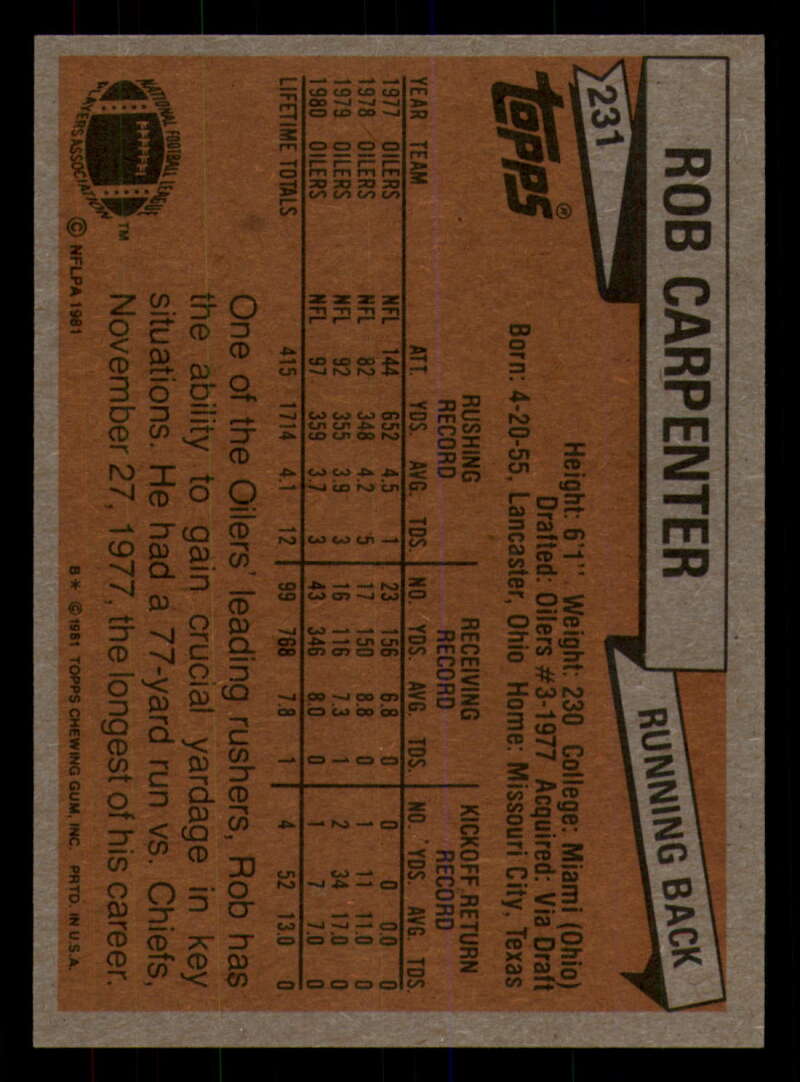 ROB CARPENTER
RUNNING BACK
231
topps®
Height: 6'1" Weight: 230 College: Miami (Ohio)
Drafted: Oilers #3-1977 Acquired: Via Draft
Born: 4-20-55, Lancaster, Ohio Home: Missouri City, Texas
RUSHING RECORD RECEIVING RECORD KICKOFF RETURN RECORD
YEAR TEAM ATT. YDS. AVG. TDS. NO. YDS. AVG. TDS. NO. YDS. AVG. TDS.
1977 OILERS NFL 144 652 4.5 1 23 156 6.8 0 0 0 0.0 0
1978 OILERS NFL 82 348 4.2 5 17 150 8.8 0 1 11 11.0 0
1979 OILERS NFL 92 355 3.9 3 16 116 7.3 1 2 34 17.0 0
1980 OILERS NFL 97 359 3.7 3 43 346 8.0 0 1 7 7.0 0
LIFETIME TOTALS 415 1714 4.1 12 99 768 7.8 1 4 52 13.0 0
One of the Oilers' leading rushers, Rob has
the ability to gain crucial yardage in key
situations. He had a 77-yard run vs. Chiefs,
November 27, 1977, the longest of his career.
NATIONAL FOOTBALL LEAGUE
PLAYERS ASSOCIATION
TM
© NFLPA 1981
B* © 1981 TOPPS CHEWING GUM, INC. PRTD. IN U.S.A.